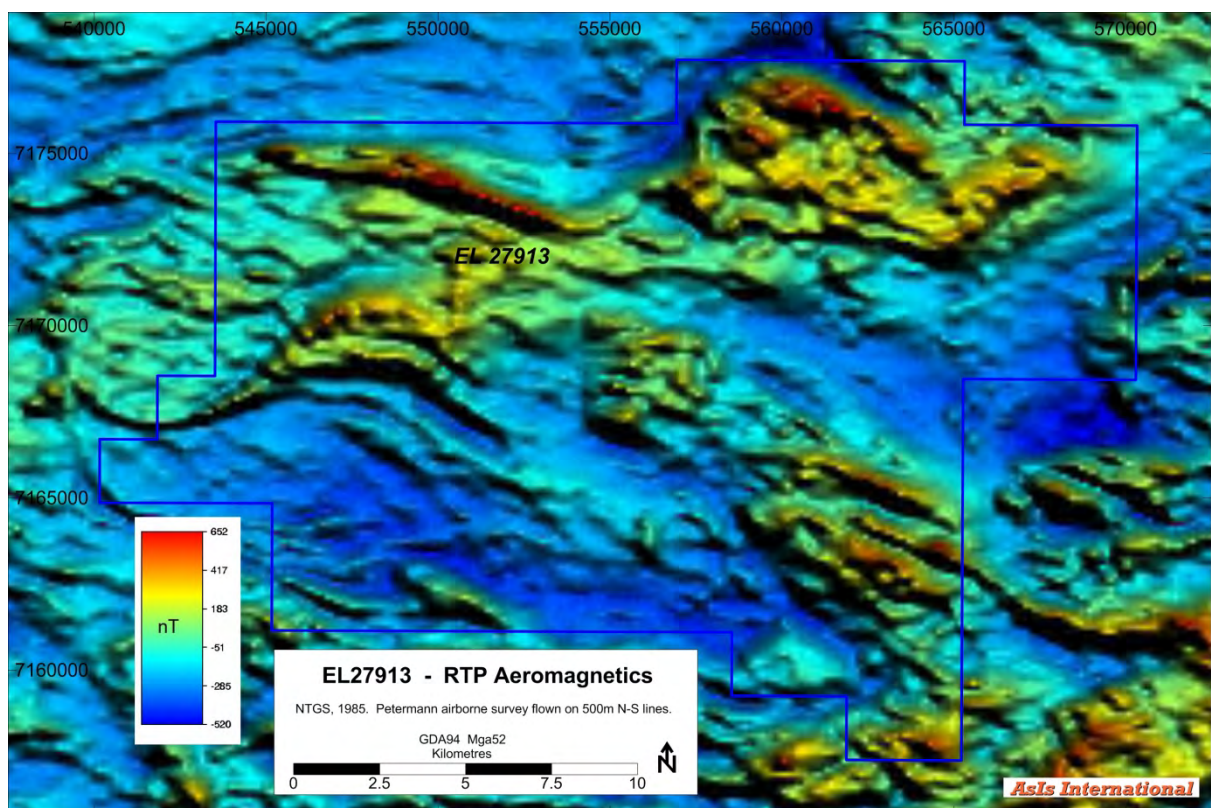 540000 545000 550000 555000 560000 565000 570000
7175000
EL 27913
7170000
7165000
652
417
183
nT
-51
-285
-520
7160000
EL27913 - RTP Aeromagnetics
NTGS, 1985. Petermann airborne survey flown on 500m N-S lines.
GDA94 Mga52
Kilometres
0 2.5 5 7.5 10
N
AsIs International